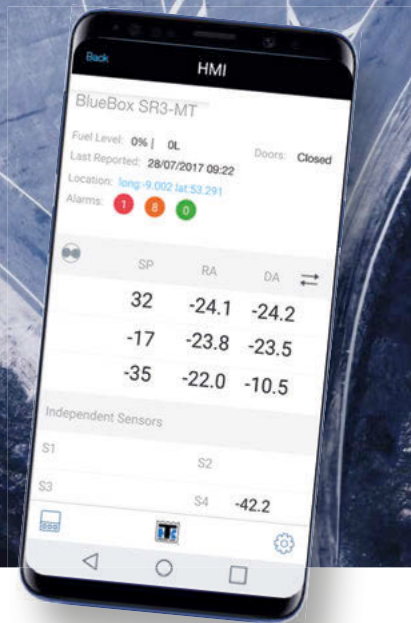 Back
HMI
BlueBox SR3-MT
Fuel Level: 0% | 0L
Doors: Closed
Last Reported: 28/07/2017 09:22
Location: long:-9.002 lat:53.291
Alarms: 1 8 0
SP RA DA
32 -24.1 -24.2
-17 -23.8 -23.5
-35 -22.0 -10.5
Independent Sensors
S1 S2
S3 S4 -42.2